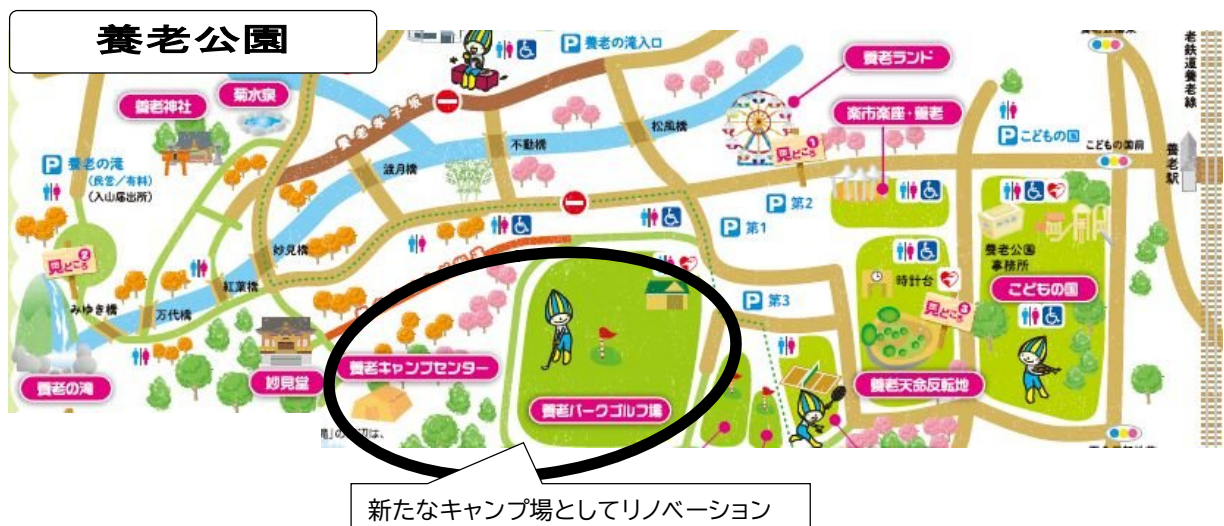 養老公園
P 養老の滝入口
養老ランド
菊水泉
養老神社
楽市楽座・養老
養老孝子坂
松風橋
不動橋
渡月橋
P こどもの国
こどもの国前
老鉄道養老線
養老駅
P 養老の滝
(民営/有料)
(入山届出所)
見どころ1
P 第2
P 第1
妙見橋
紅葉橋
見どころ2
みゆき橋
万代橋
養老公園
事務所
時計台
こどもの国
P 第3
見どころ3
養老の滝
妙見堂
養老キャンプセンター
養老パークゴルフ場
養老天命反転地
新たなキャンプ場としてリノベーション